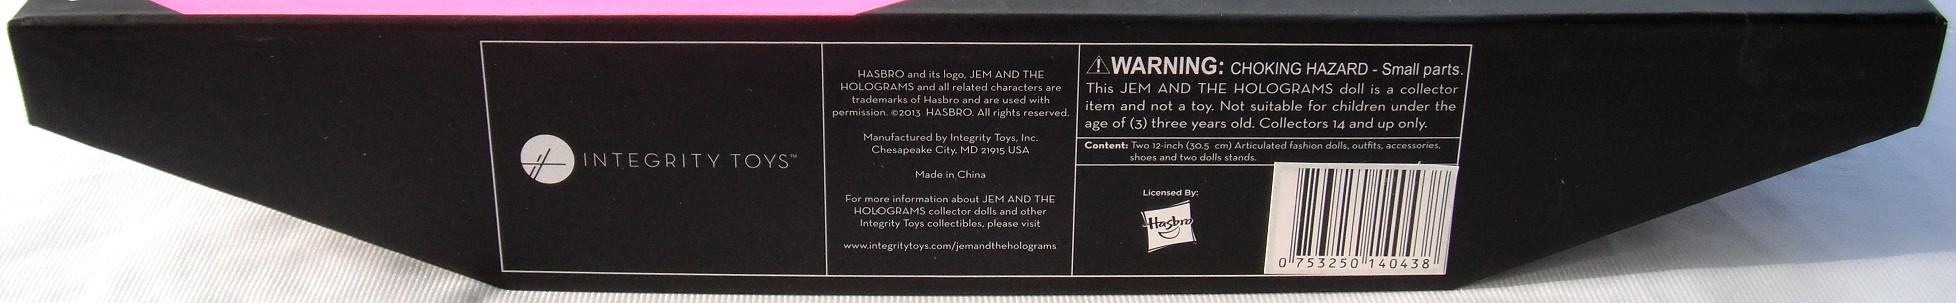 INTEGRITY TOYS™
HASBRO and its logo, JEM AND THE
HOLOGRAMS and all related characters are
trademarks of Hasbro and are used with
permission. ©2013 HASBRO. All rights reserved.
Manufactured by Integrity Toys, Inc.
Chesapeake City, MD 21915 USA
Made in China
For more information about JEM AND THE
HOLOGRAMS collector dolls and other
Integrity Toys collectibles, please visit
www.integritytoys.com/jemandtheholograms
⚠WARNING: CHOKING HAZARD - Small parts.
This JEM AND THE HOLOGRAMS doll is a collector
item and not a toy. Not suitable for children under the
age of (3) three years old. Collectors 14 and up only.
Content: Two 12-inch (30.5 cm) Articulated fashion dolls, outfits, accessories,
shoes and two dolls stands.
Licensed By:
Hasbro
0 753250 140438